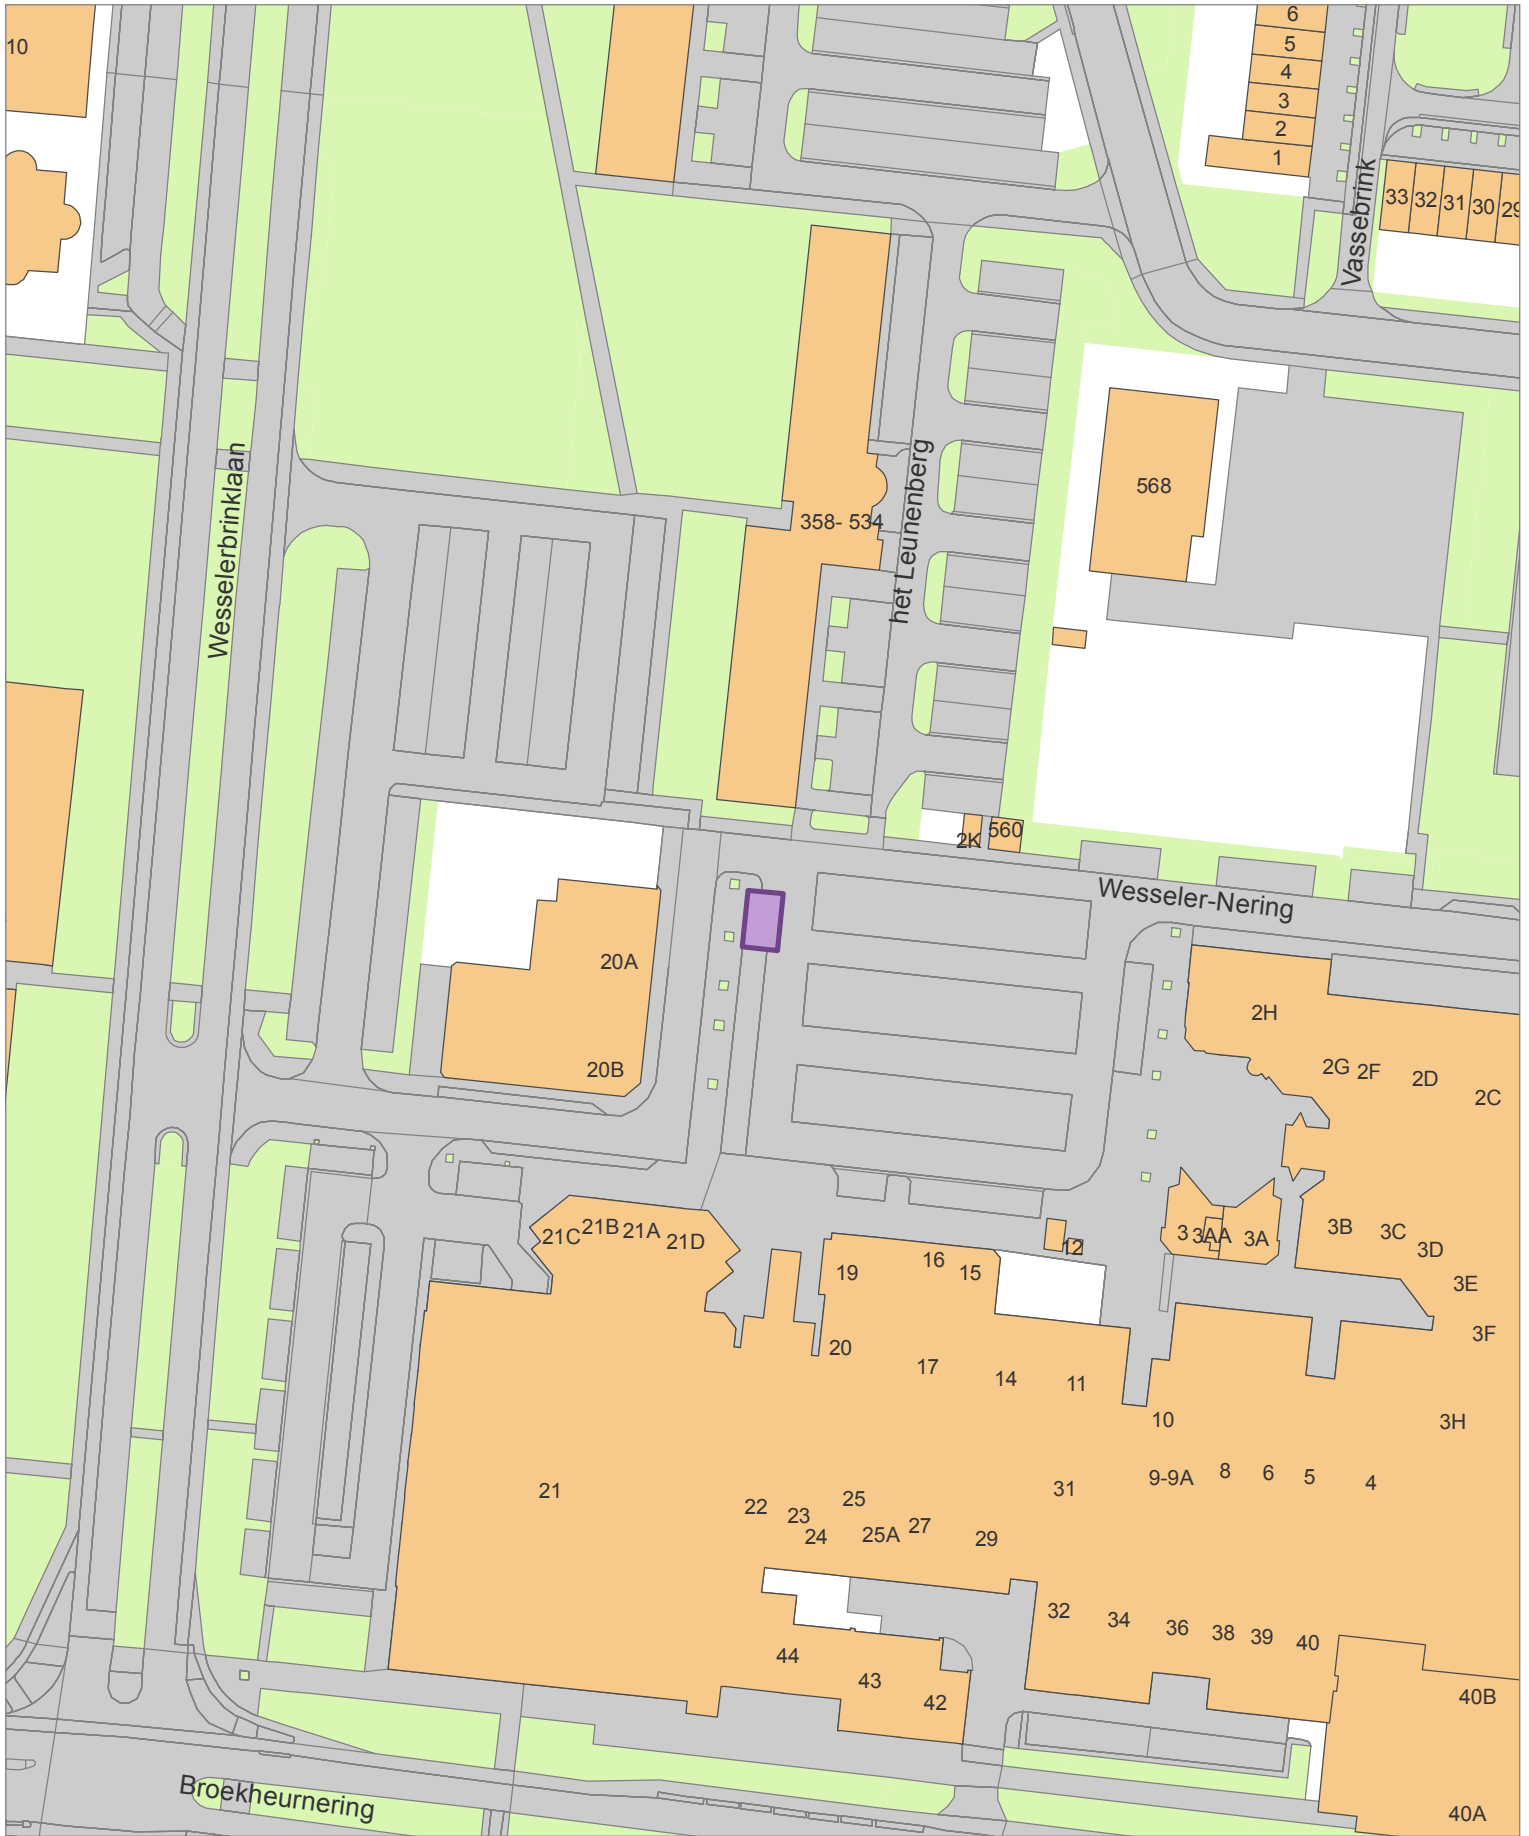 10
6
5
4
3
2
1
Vassebrink
33 32 31 30 29
Wesselerbrinklaan
het Leunenberg
568
358- 534
2K 560
Wesseler-Nering
20A
20B
2H
2G 2F 2D 2C
21C 21B 21A 21D
19 16 15 12
3 3AA 3A
3B 3C 3D
3E
3F
20 17 14 11
10
3H
21
22 23 24 25 25A 27 29
31 9-9A 8 6 5 4
32 34 36 38 39 40
44 43 42
40B
40A
Broekheurnering